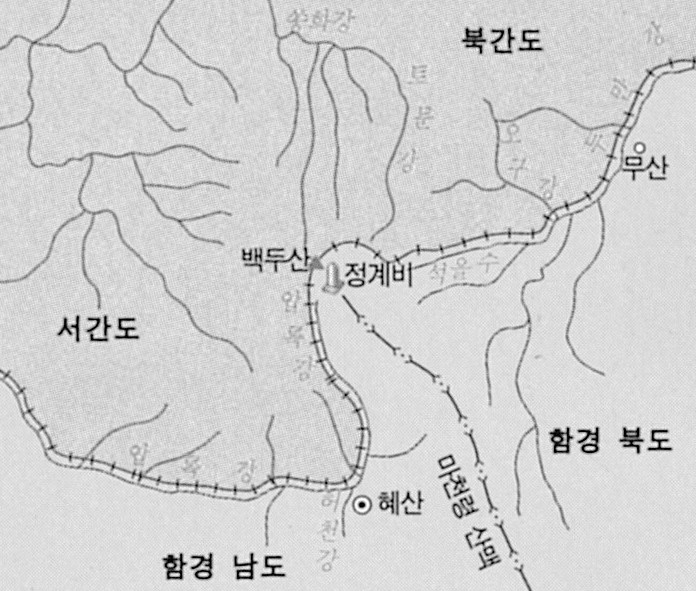 송화강
북간도
토문강
두만강
오구강
무산
백두산
정계비
석을수
압록강
서간도
함경 북도
압록강
마천령 산맥
혜산
허천강
함경 남도